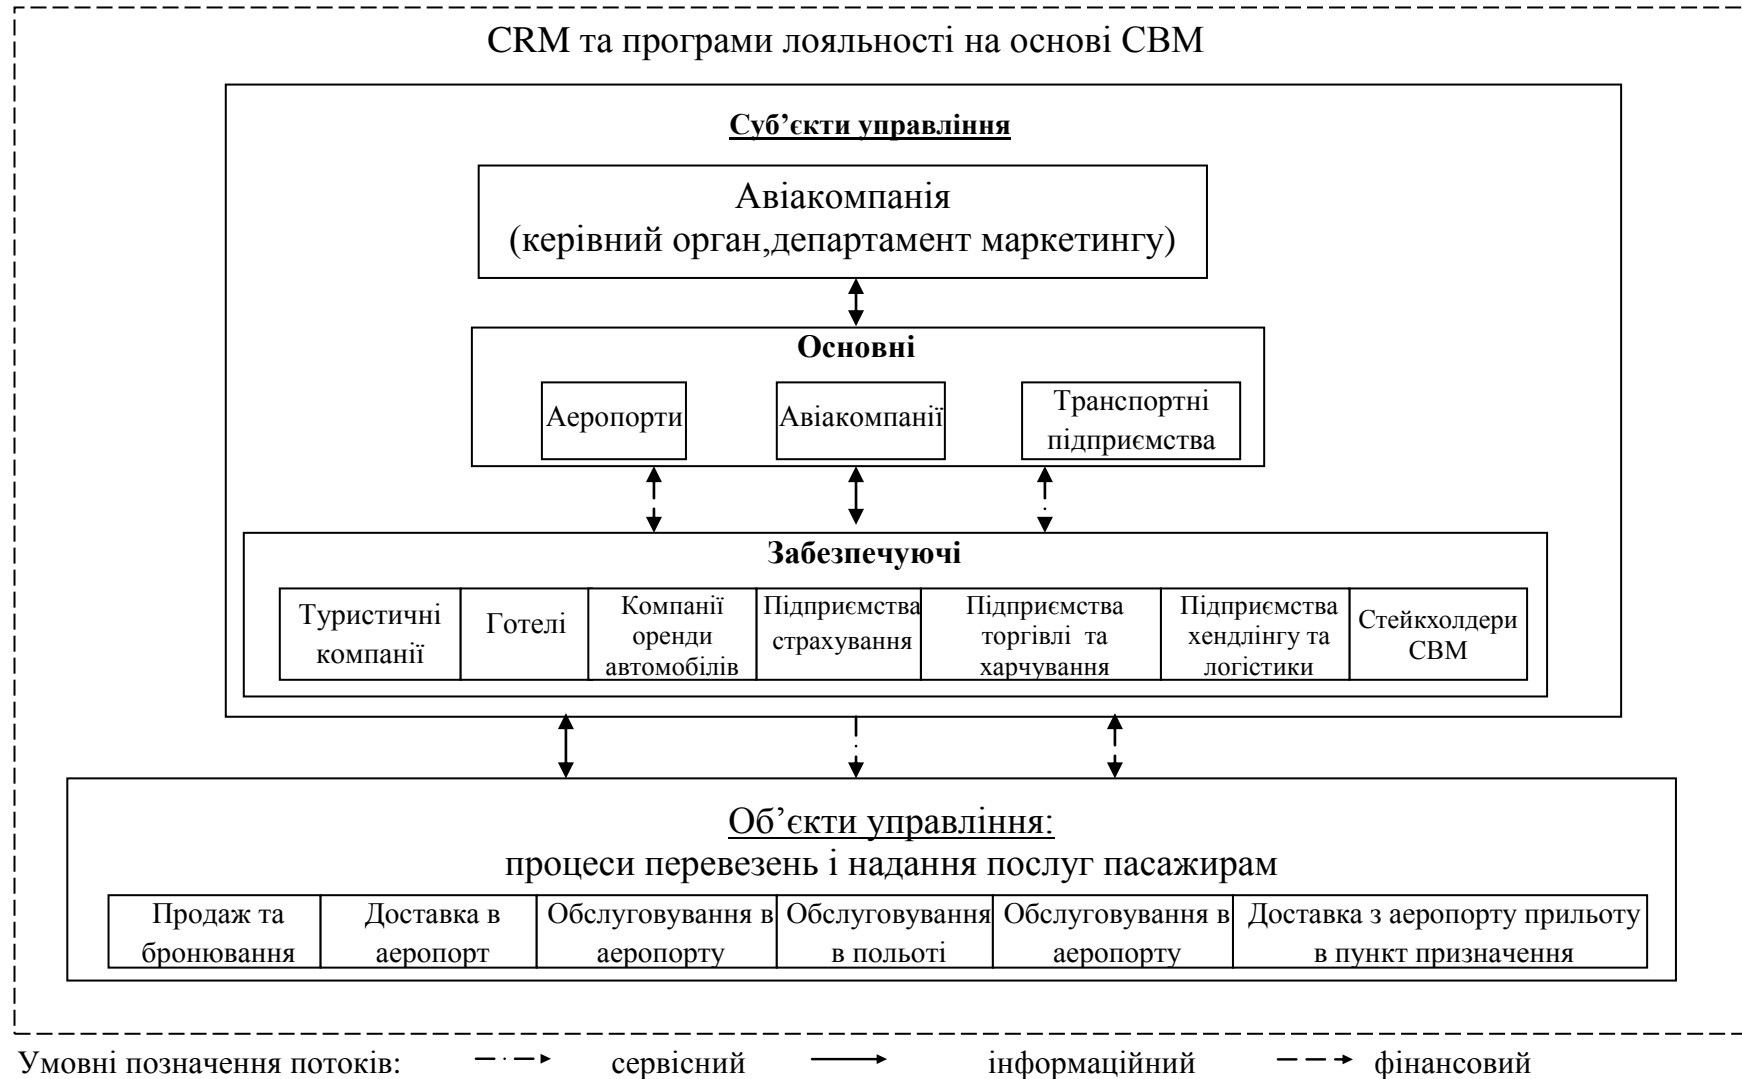 CRM та програми лояльності на основі СВМ
Суб’єкти управління
Авіакомпанія
(керівний орган,департамент маркетингу)
Основні
Аеропорти
Авіакомпанії
Транспортні
підприємства
Забезпечуючі
Туристичні
компанії
Готелі
Компанії
оренди
автомобілів
Підприємства
страхування
Підприємства
торгівлі та
харчування
Підприємства
хендлінгу та
логістики
Стейкхолдери
СВМ
Об’єкти управління:
процеси перевезень і надання послуг пасажирам
Продаж та
бронювання
Доставка в
аеропорт
Обслуговування в
аеропорту
Обслуговування
в польоті
Обслуговування в
аеропорту
Доставка з аеропорту прильоту
в пункт призначення
Умовні позначення потоків: сервісний інформаційний фінансовий